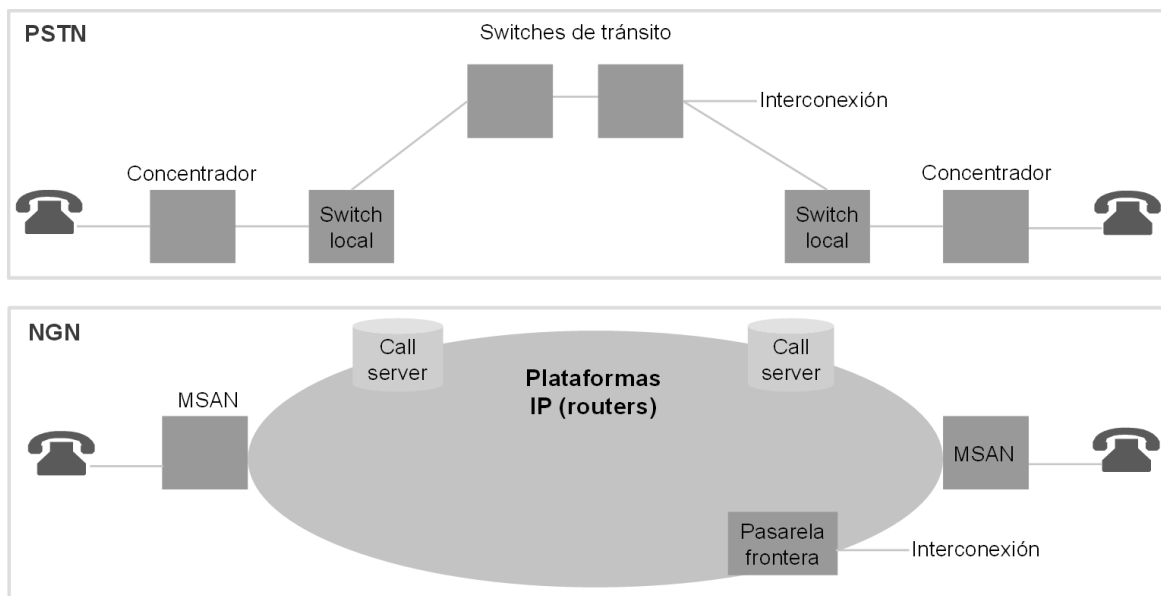 PSTN
Switches de tránsito
Interconexión
Concentrador
Concentrador
Switch
local
Switch
local
NGN
Call
server
Call
server
Plataformas
IP (routers)
MSAN
MSAN
Pasarela
frontera
Interconexión